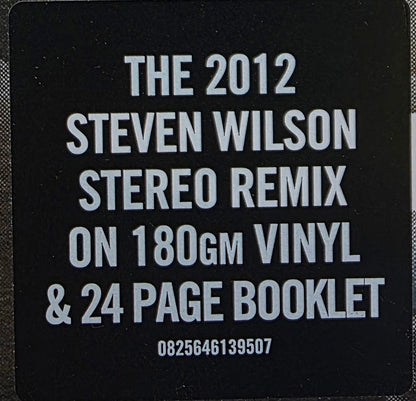 THE 2012
STEVEN WILSON
STEREO REMIX
ON 180GM VINYL
& 24 PAGE BOOKLET
0825646139507